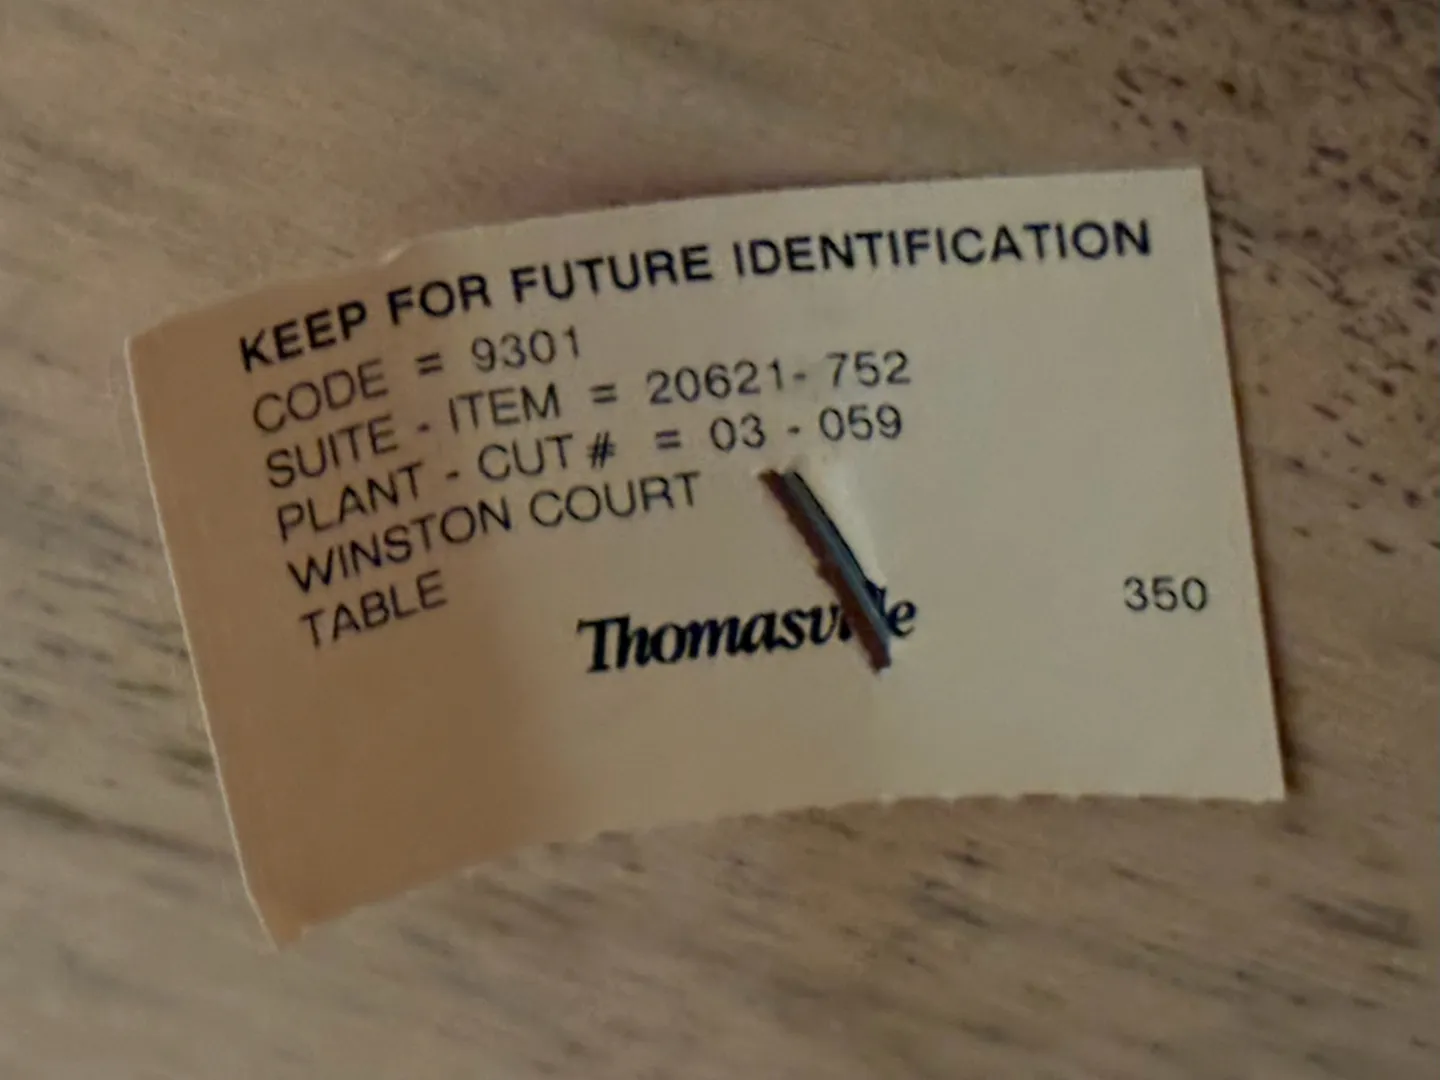 KEEP FOR FUTURE IDENTIFICATION
CODE = 9301
SUITE - ITEM = 20621- 752
PLANT - CUT # = 03 - 059
WINSTON COURT
TABLE
Thomasville
350